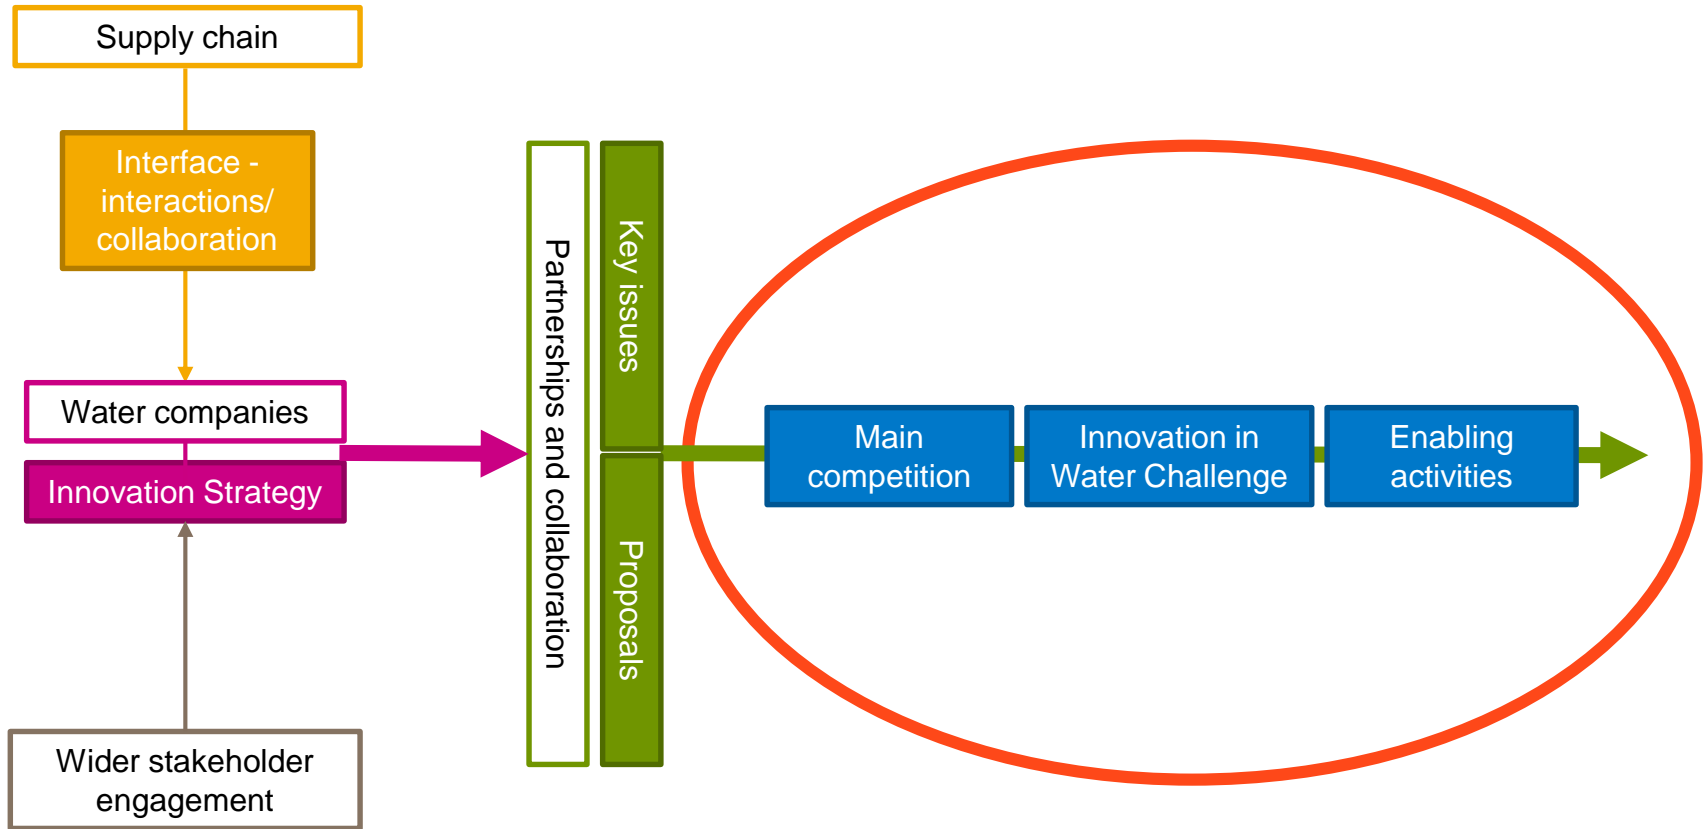 Supply chain
Interface -
interactions/
collaboration
Water companies
Innovation Strategy
Wider stakeholder
engagement
Partnerships and collaboration
Key issues
Proposals
Main
competition
Innovation in
Water Challenge
Enabling
activities